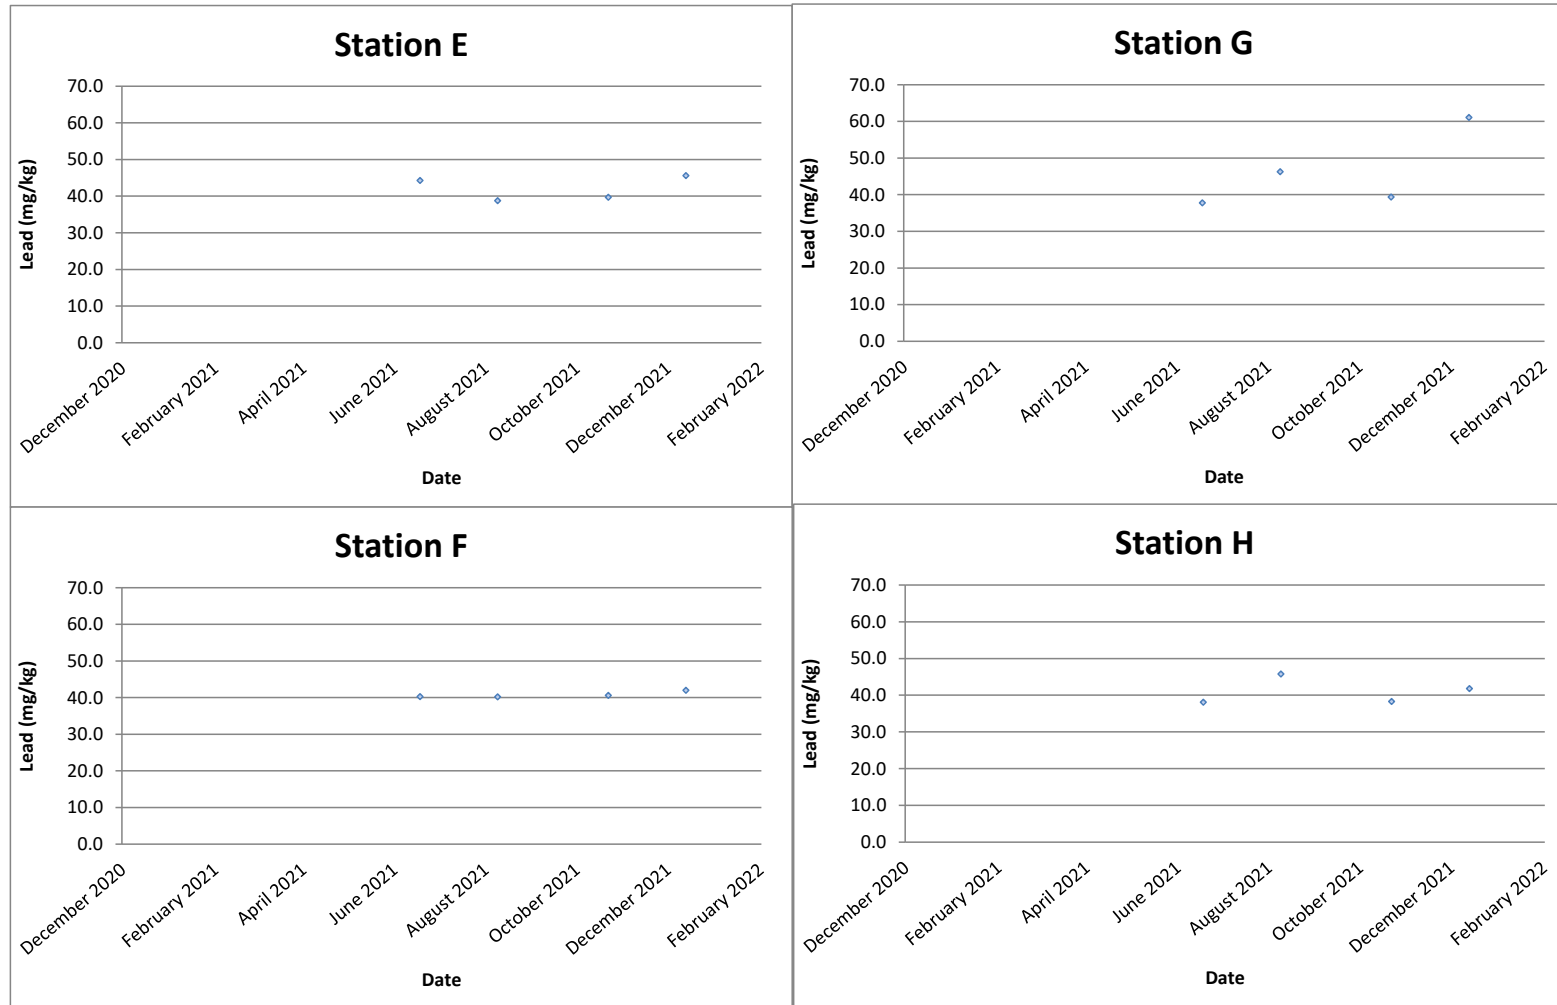 Station E
70.0
60.0
50.0
40.0
30.0
20.0
10.0
0.0
Lead (mg/kg)
December 2020
February 2021
April 2021
June 2021
August 2021
October 2021
December 2021
February 2022
Date
Station G
70.0
60.0
50.0
40.0
30.0
20.0
10.0
0.0
Lead (mg/kg)
December 2020
February 2021
April 2021
June 2021
August 2021
October 2021
December 2021
February 2022
Date
Station F
70.0
60.0
50.0
40.0
30.0
20.0
10.0
0.0
Lead (mg/kg)
December 2020
February 2021
April 2021
June 2021
August 2021
October 2021
December 2021
February 2022
Date
Station H
70.0
60.0
50.0
40.0
30.0
20.0
10.0
0.0
Lead (mg/kg)
December 2020
February 2021
April 2021
June 2021
August 2021
October 2021
December 2021
February 2022
Date